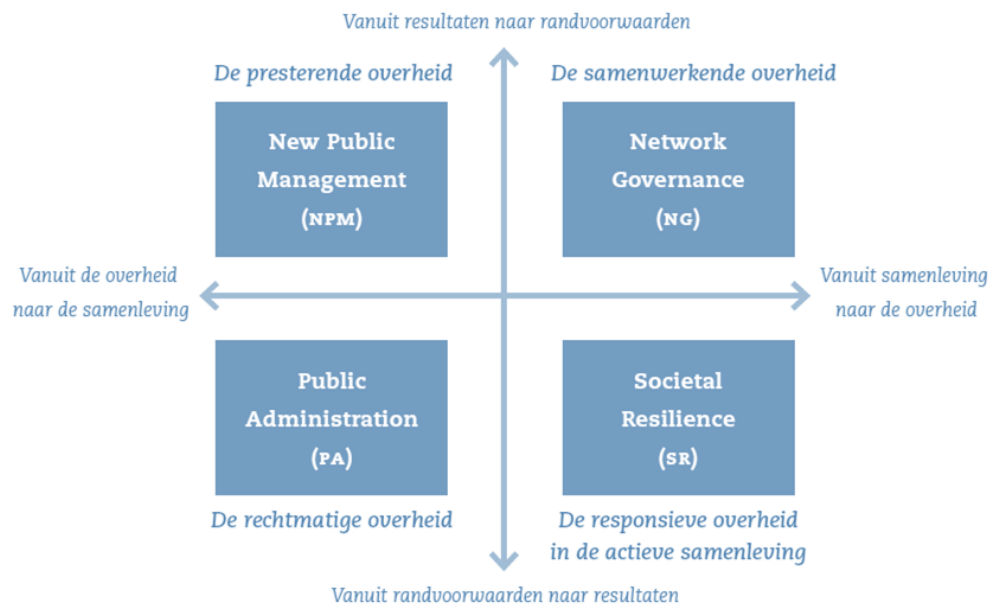 Vanuit resultaten naar randvoorwaarden
De presterende overheid
De samenwerkende overheid
New Public
Management
(NPM)
Network
Governance
(NG)
Vanuit de overheid
naar de samenleving
Vanuit samenleving
naar de overheid
Public
Administration
(PA)
Societal
Resilience
(SR)
De rechtmatige overheid
De responsieve overheid
in de actieve samenleving
Vanuit randvoorwaarden naar resultaten